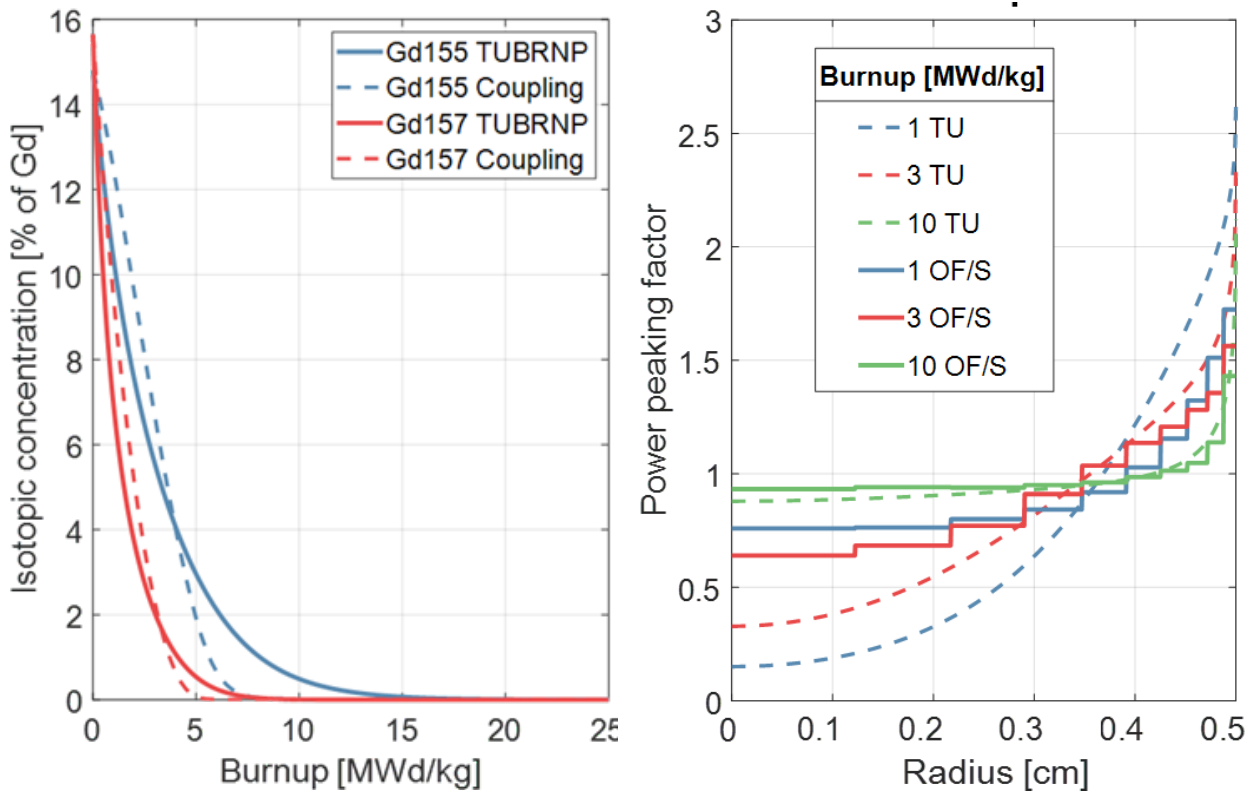 16
14
12
10
8
6
4
2
0
Isotopic concentration [% of Gd]
Gd155 TUBRNP
Gd155 Coupling
Gd157 TUBRNP
Gd157 Coupling
0 5 10 15 20 25
Burnup [MWd/kg]
3
2.5
2
1.5
1
0.5
0
Power peaking factor
Burnup [MWd/kg]
1 TU
3 TU
10 TU
1 OF/S
3 OF/S
10 OF/S
0 0.1 0.2 0.3 0.4 0.5
Radius [cm]